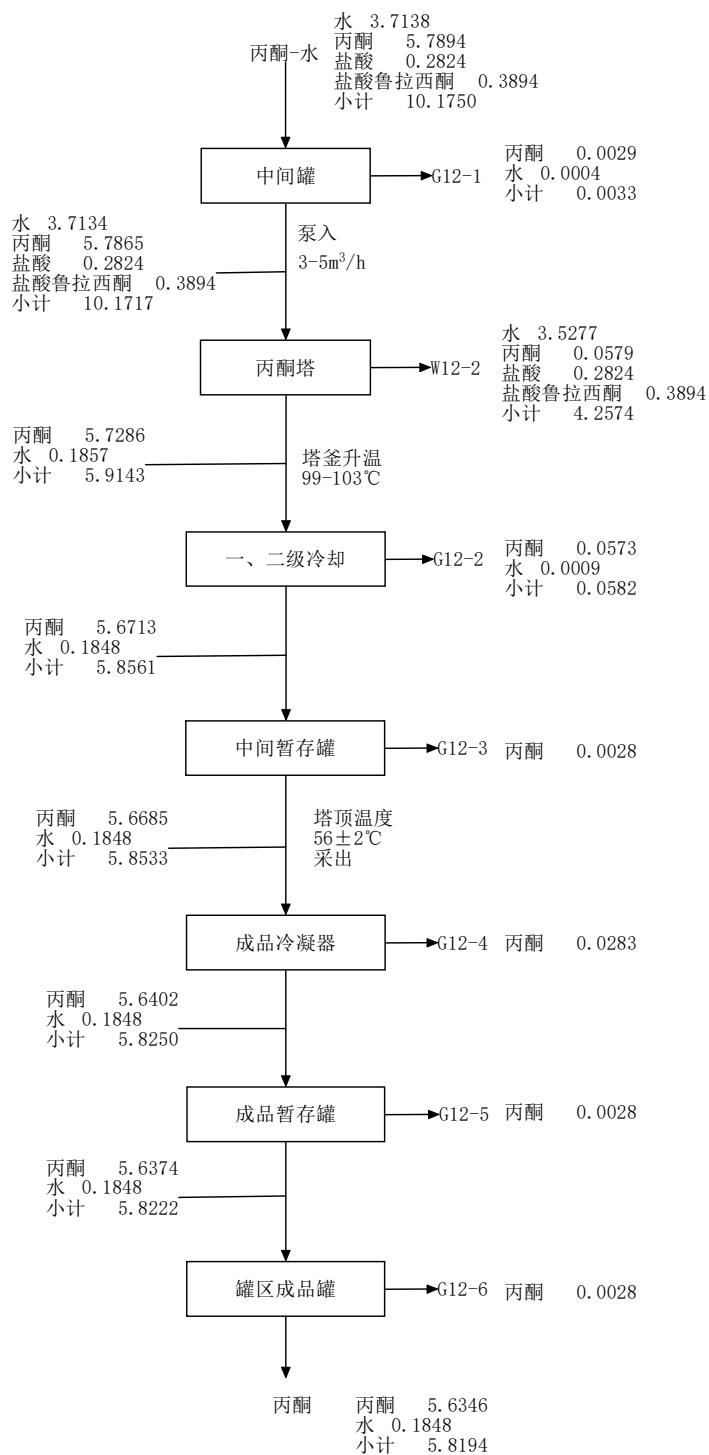 丙酮-水
水 3.7138
丙酮 5.7894
盐酸 0.2824
盐酸鲁拉西酮 0.3894
小计 10.1750
中间罐
G12-1
丙酮 0.0029
水 0.0004
小计 0.0033
水 3.7134
丙酮 5.7865
盐酸 0.2824
盐酸鲁拉西酮 0.3894
小计 10.1717
泵入
3-5m³/h
丙酮塔
W12-2
水 3.5277
丙酮 0.0579
盐酸 0.2824
盐酸鲁拉西酮 0.3894
小计 4.2574
丙酮 5.7286
水 0.1857
小计 5.9143
塔釜升温
99-103℃
一、二级冷却
G12-2
丙酮 0.0573
水 0.0009
小计 0.0582
丙酮 5.6713
水 0.1848
小计 5.8561
中间暂存罐
G12-3
丙酮 0.0028
丙酮 5.6685
水 0.1848
小计 5.8533
塔顶温度
56±2℃
采出
成品冷凝器
G12-4
丙酮 0.0283
丙酮 5.6402
水 0.1848
小计 5.8250
成品暂存罐
G12-5
丙酮 0.0028
丙酮 5.6374
水 0.1848
小计 5.8222
罐区成品罐
G12-6
丙酮 0.0028
丙酮
丙酮 5.6346
水 0.1848
小计 5.8194